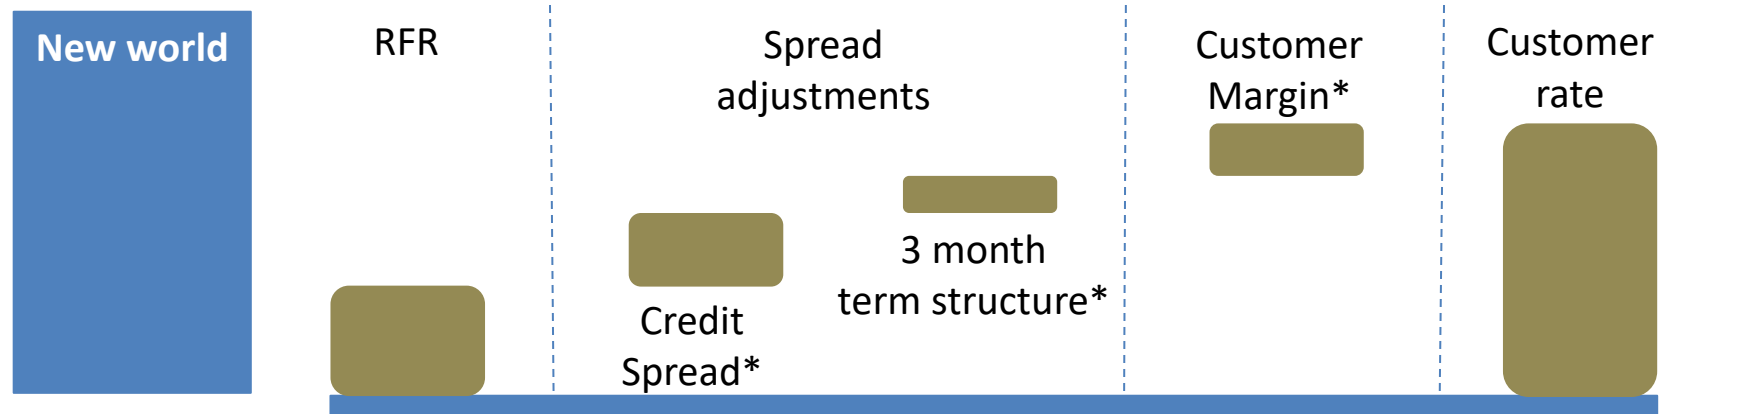 New world
RFR
Spread
adjustments
Customer
Margin*
Customer
rate
3 month
term structure*
Credit
Spread*